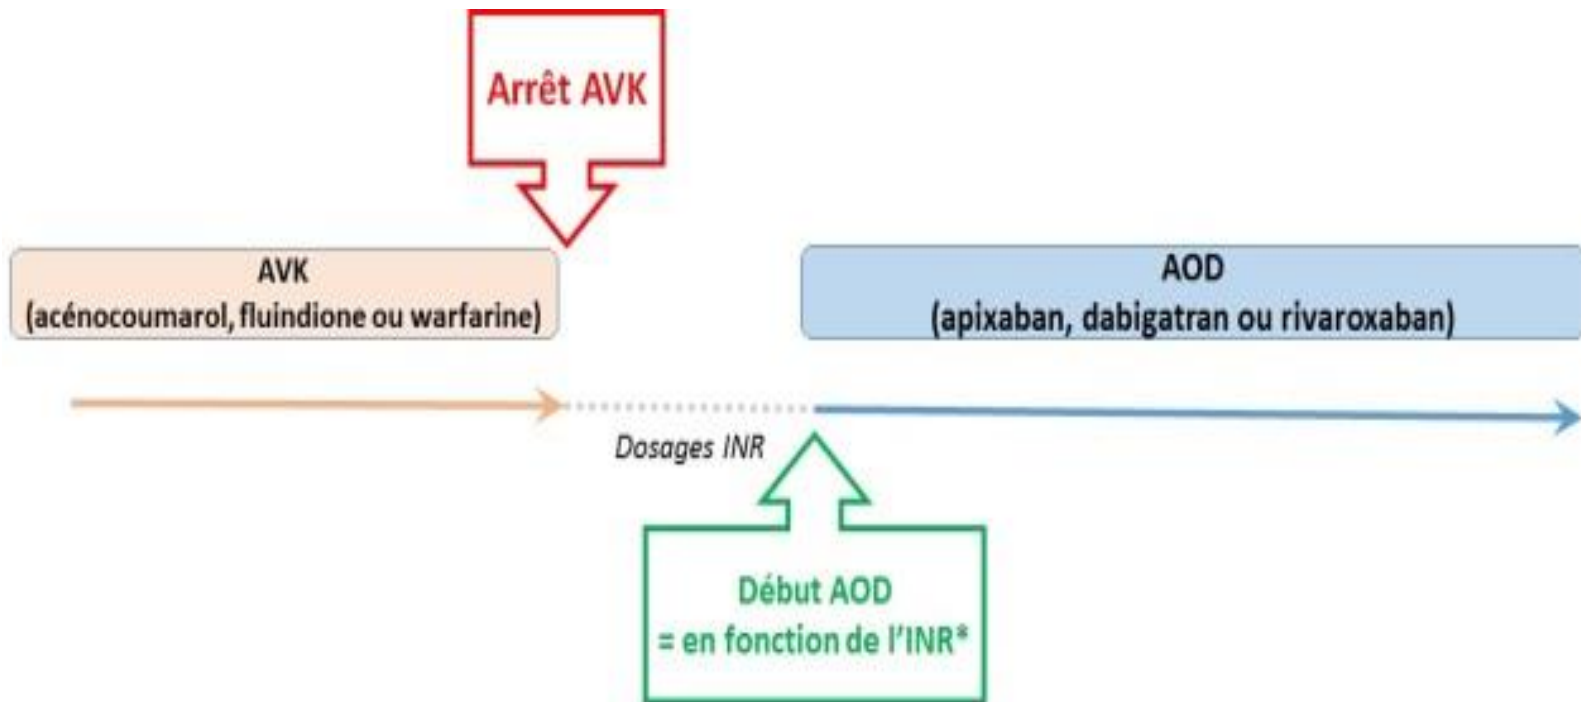 Arrêt AVK
AVK
(acénocoumarol, fluindione ou warfarine)
AOD
(apixaban, dabigatran ou rivaroxaban)
Dosages INR
Début AOD
= en fonction de l'INR*